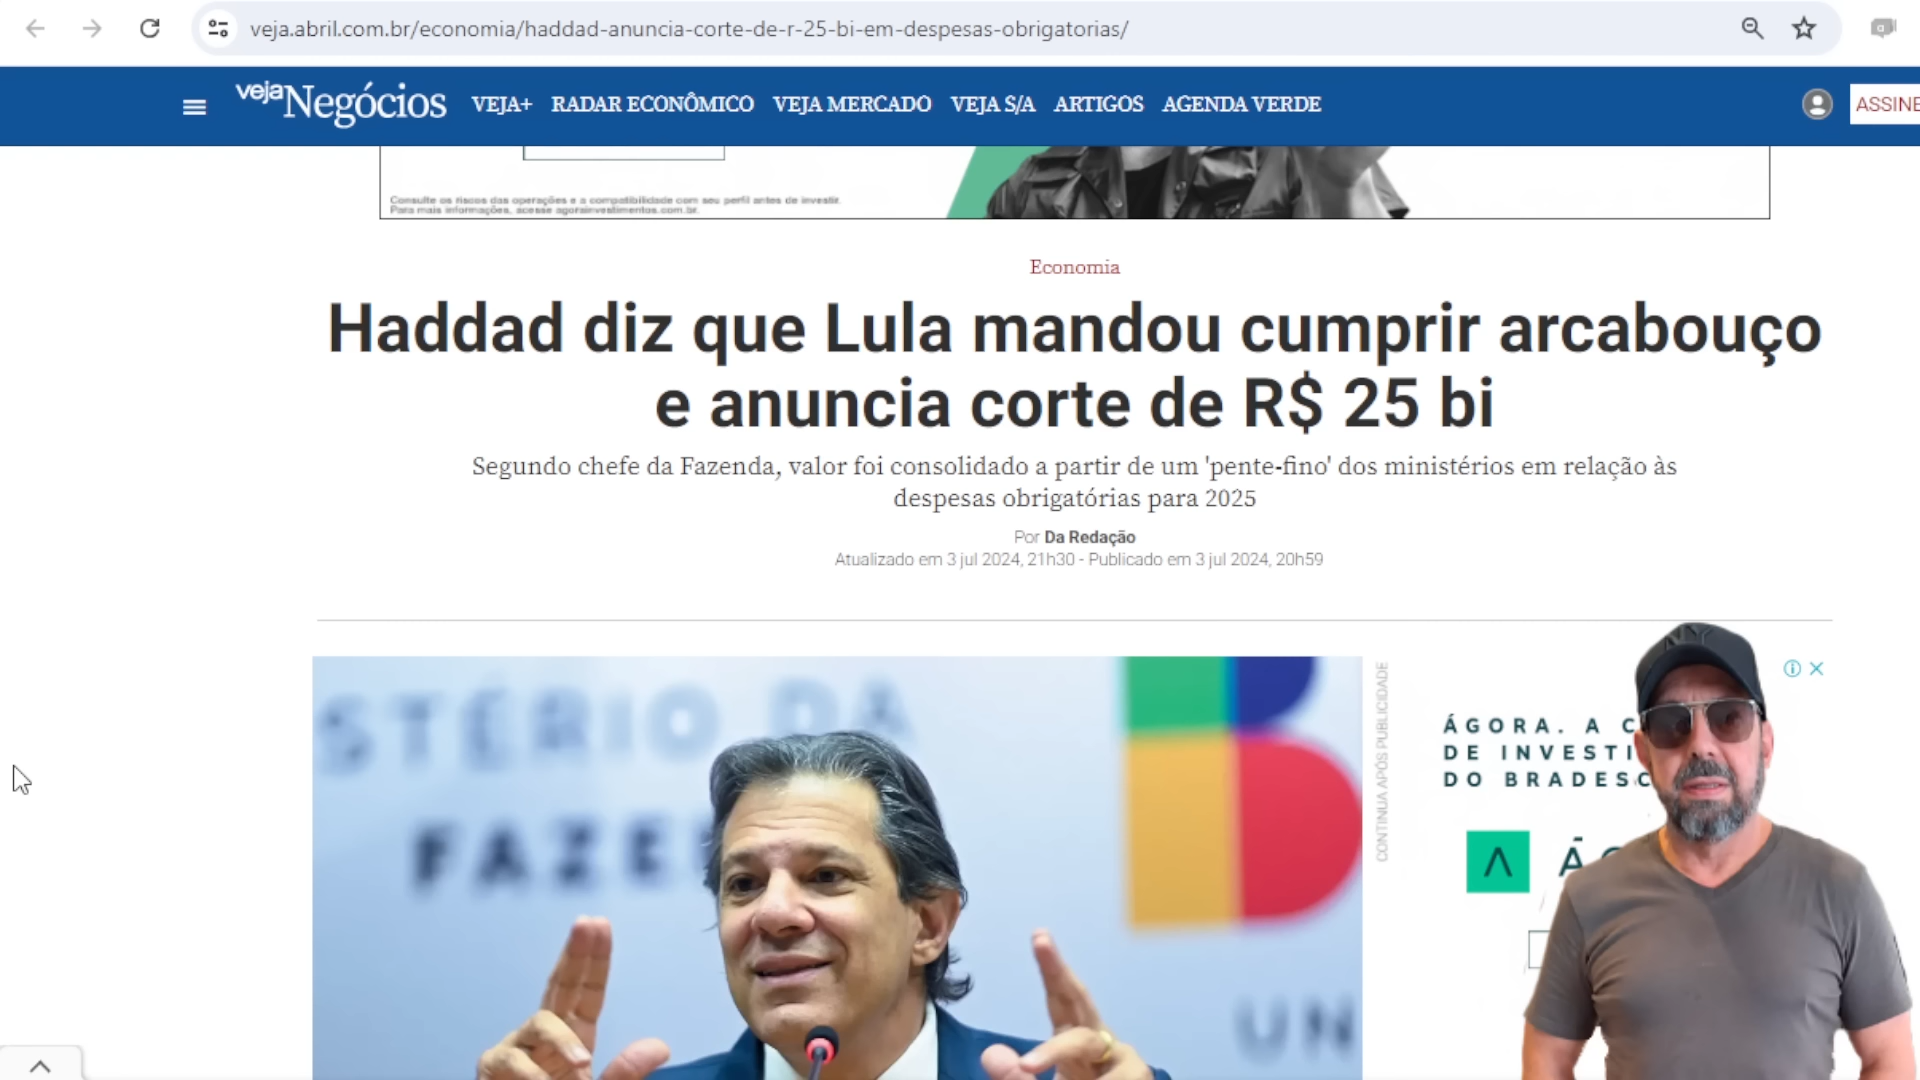 veja.abril.com.br/economia/haddad-anuncia-corte-de-r-25-bi-em-despesas-obrigatorias/
vejaNegócios VEJA+ RADAR ECONÔMICO VEJA MERCADO VEJA S/A ARTIGOS AGENDA VERDE ASSINE
Consulte os riscos das operações e a compatibilidade com seu perfil antes de investir.
Para mais informações, acesse agorainvestimentos.com.br.
Economia
Haddad diz que Lula mandou cumprir arcabouço
e anuncia corte de R$ 25 bi
Segundo chefe da Fazenda, valor foi consolidado a partir de um 'pente-fino' dos ministérios em relação às
despesas obrigatórias para 2025
Por Da Redação
Atualizado em 3 jul 2024, 21h30 - Publicado em 3 jul 2024, 20h59
STÉRIO DA
FAZE
UN
CONTINUA APÓS PUBLICIDADE
ÁGORA. A C
DE INVESTI
DO BRADESC
ÁG
NY